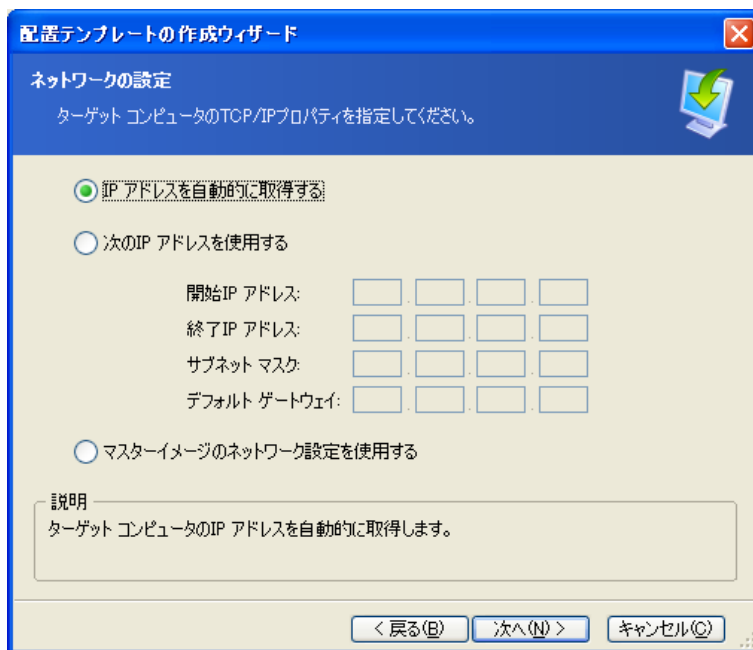 配置テンプレートの作成ウィザード
ネットワークの設定
ターゲット コンピュータのTCP/IPプロパティを指定してください。
IP アドレスを自動的に取得する
次のIP アドレスを使用する
開始IP アドレス:
終了IP アドレス:
サブネット マスク:
デフォルト ゲートウェイ:
マスターイメージのネットワーク設定を使用する
説明
ターゲット コンピュータのIP アドレスを自動的に取得します。
< 戻る(B) 次へ(N) > キャンセル(C)